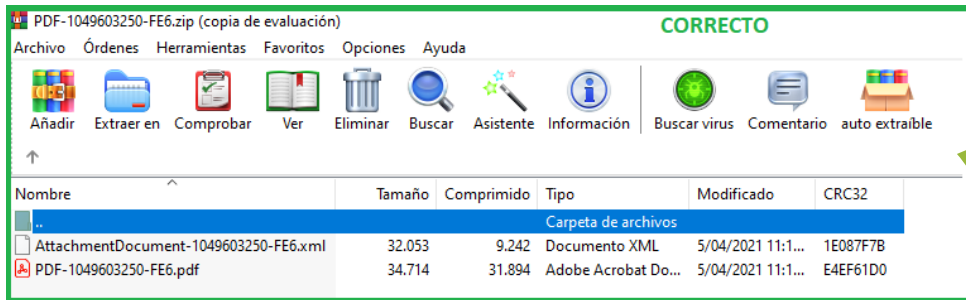 PDF-1049603250-FE6.zip (copia de evaluación)
CORRECTO
Archivo Órdenes Herramientas Favoritos Opciones Ayuda
Añadir Extraer en Comprobar Ver Eliminar Buscar Asistente Información Buscar virus Comentario auto extraíble
Nombre Tamaño Comprimido Tipo Modificado CRC32
.. Carpeta de archivos
AttachmentDocument-1049603250-FE6.xml 32.053 9.242 Documento XML 5/04/2021 11:1... 1E087F7B
PDF-1049603250-FE6.pdf 34.714 31.894 Adobe Acrobat Do... 5/04/2021 11:1... E4EF61D0